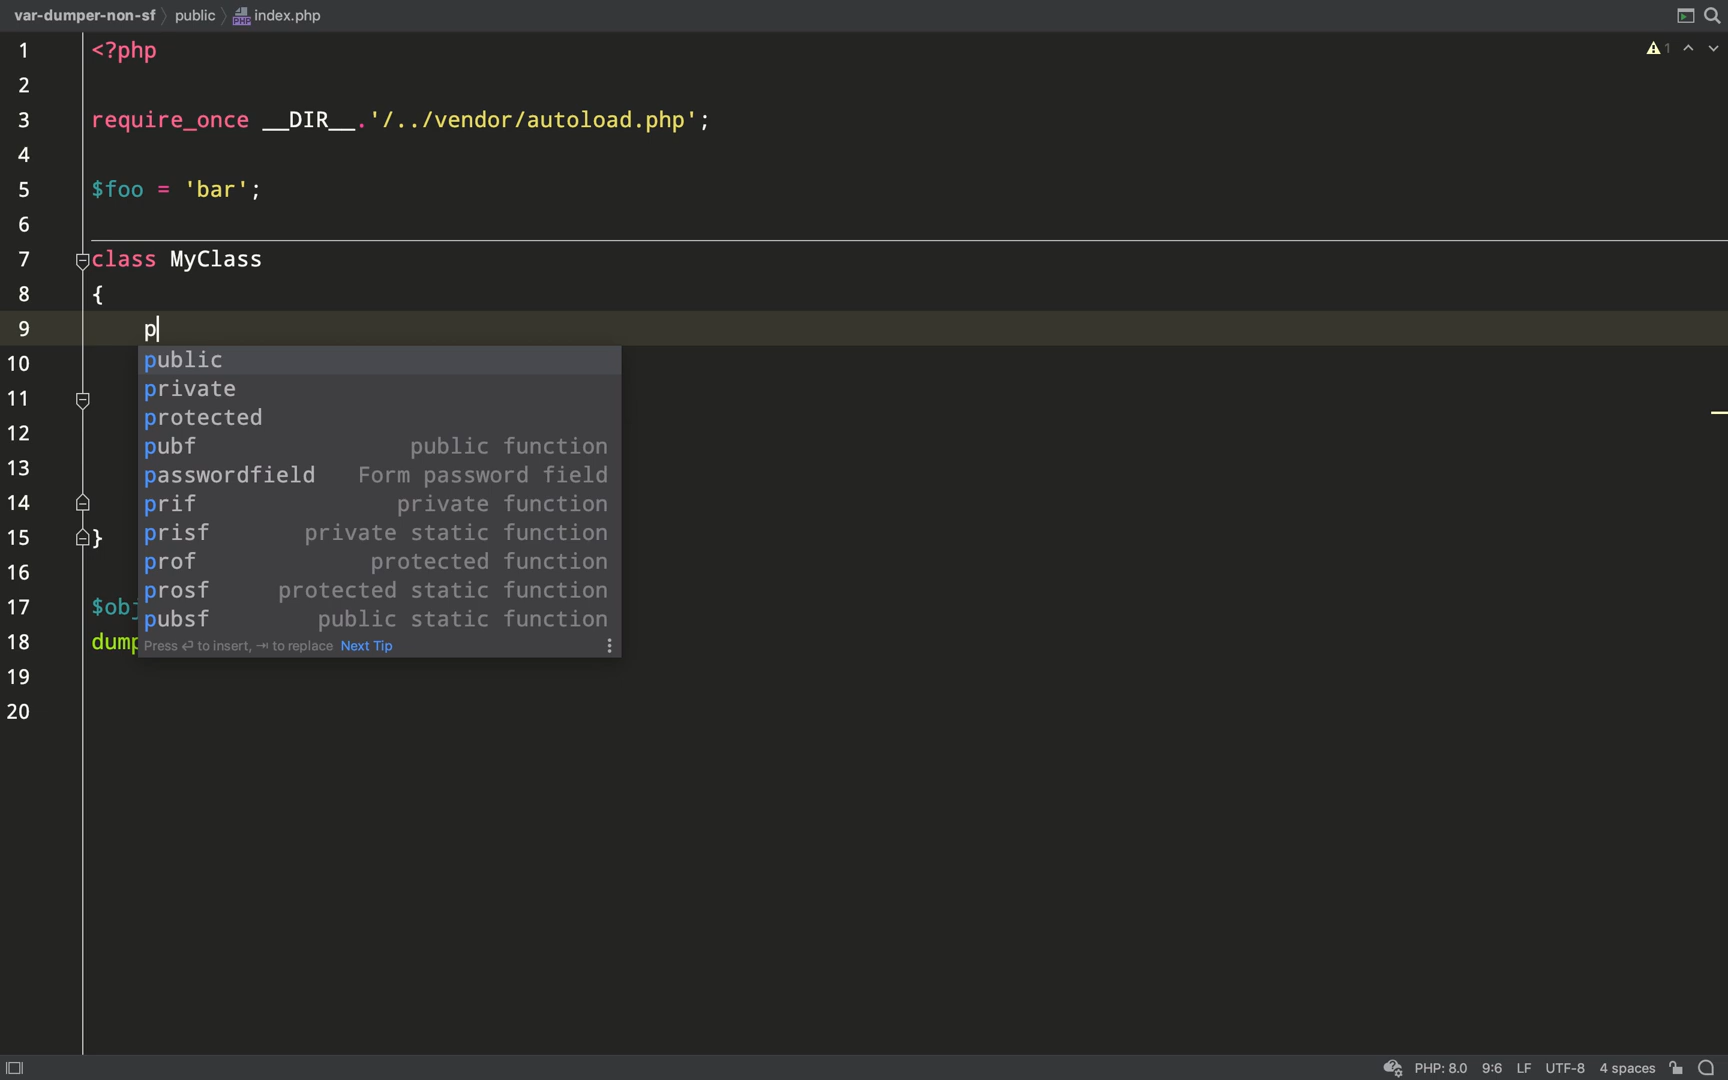 var-dumper-non-sf public index.php
1 <?php
1
2
3 require_once __DIR__.'/../vendor/autoload.php';
4
5 $foo = 'bar';
6
7 class MyClass
8 {
9 p
public
10
private
11
protected
12
pubf public function
13
passwordfield Form password field
14
prif private function
15 }
prisf private static function
16
prof protected function
17 $obj
prosf protected static function
18 dump
pubsf public static function
Press ⏎ to insert, ⇥ to replace Next Tip
19
20
PHP: 8.0 9:6 LF UTF-8 4 spaces